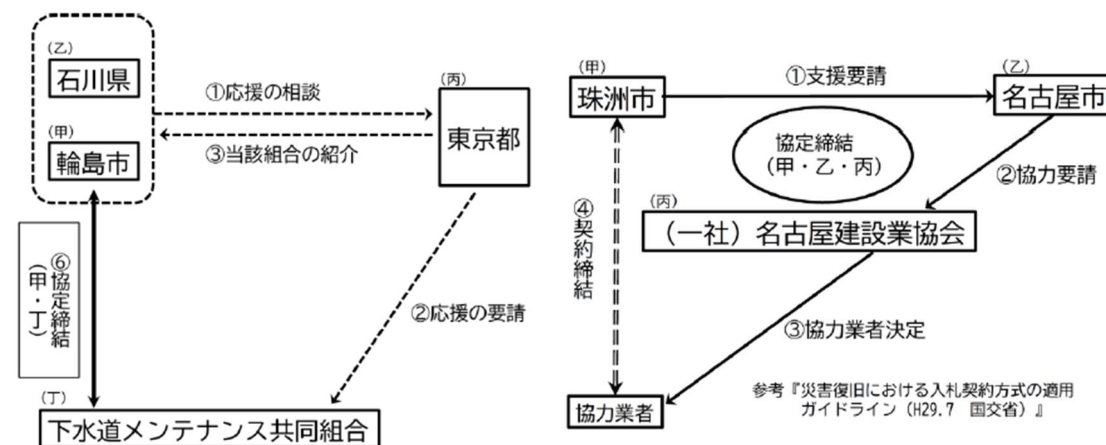 (乙)
石川県
(甲)
輪島市
①応援の相談
③当該組合の紹介
(丙)
東京都
②応援の要請
⑥協定締結
(甲・丁)
(丁)
下水道メンテナンス共同組合
(甲)
珠洲市
①支援要請
(乙)
名古屋市
協定締結
(甲・乙・丙)
②協力要請
(丙)
(一社)名古屋建設業協会
④契約締結
③協力業者決定
協力業者
参考『災害復旧における入札契約方式の適用
ガイドライン(H29.7 国交省)』